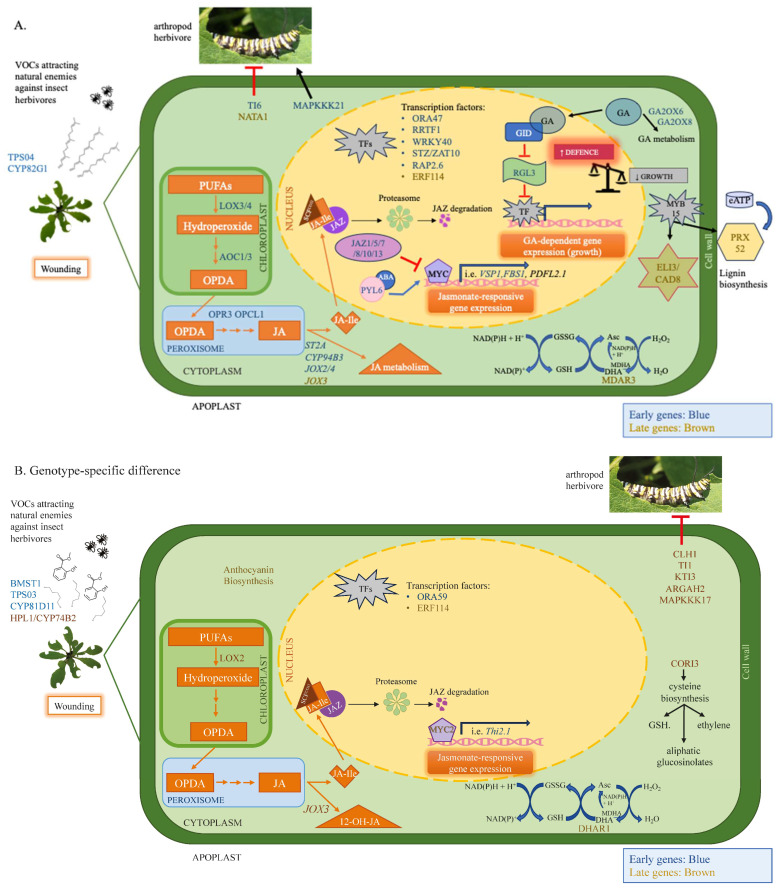 A.
arthropod
herbivore
VOCs attracting
natural enemies
against insect
herbivores
TPS04
CYP82G1
Wounding
TI6
NATA1
MAPKKK21
Transcription factors:
• ORA47
• RRTF1
• WRKY40
• STZ/ZAT10
• RAP2.6
• ERF114
TFs
GA
GID
RGL3
TF
GA-dependent gene
expression (growth)
GA
GA2OX6
GA2OX8
GA metabolism
↑ DEFENCE
↓ GROWTH
MYB
15
ELI3/
CAD8
Cell wall
eATP
PRX
52
Lignin
biosynthesis
PUFAs
LOX3/4
Hydroperoxide
AOC1/3
OPDA
CHLOROPLAST
NUCLEUS
JA-Ile
JAZ
Proteasome
JAZ degradation
JAZ1/5/7
/8/10/13
ABA
PYL6
MYC
i.e. VSP1,FBS1, PDFL2.1
Jasmonate-responsive
gene expression
OPR3 OPCL1
OPDA
JA
PEROXISOME
JA-Ile
ST2A
CYP94B3
JOX2/4
JOX3
JA metabolism
CYTOPLASM
APOPLAST
NAD(P)H + H⁺
NAD(P)⁺
GSSG
GSH
Asc
NAD(P)H
+ H⁺
MDHA
DHA
MDAR3
H₂O₂
H₂O
Early genes: Blue
Late genes: Brown
B. Genotype-specific difference
arthropod
herbivore
VOCs attracting
natural enemies
against insect
herbivores
BMST1
TPS03
CYP81D11
HPL1/CYP74B2
Wounding
Anthocyanin
Biosynthesis
TFs
Transcription factors:
• ORA59
• ERF114
CLH1
TI1
KTI3
ARGAH2
MAPKKK17
CORI3
cysteine
biosynthesis
GSH.
ethylene
aliphatic
glucosinolates
Cell wall
PUFAs
LOX2
Hydroperoxide
OPDA
CHLOROPLAST
NUCLEUS
JA-Ile
JAZ
Proteasome
JAZ degradation
MYC2
i.e. Thi2.1
Jasmonate-responsive
gene expression
OPDA
JA
PEROXISOME
JA-Ile
JOX3
12-OH-JA
CYTOPLASM
APOPLAST
NAD(P)H + H⁺
NAD(P)⁺
GSSG
GSH
Asc
NAD(P)H
+ H⁺
MDHA
DHA
DHAR1
H₂O₂
H₂O
Early genes: Blue
Late genes: Brown